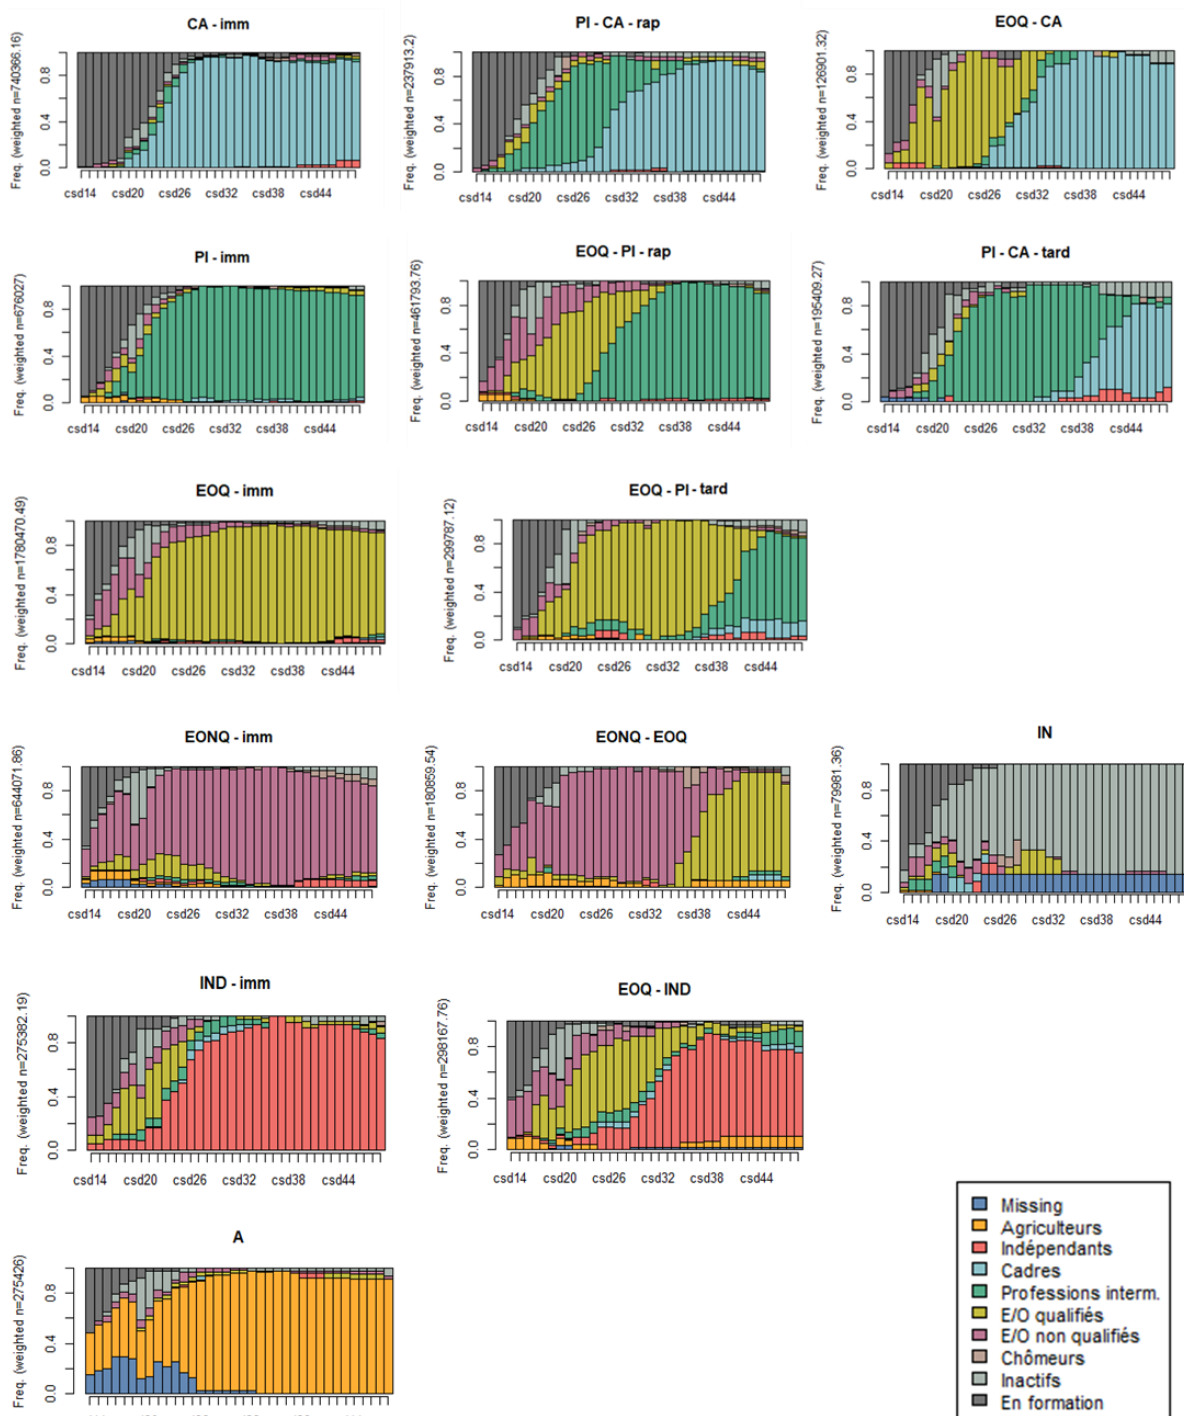 CA - imm
Freq. (weighted n=740366.16)
0.0 0.4 0.8
csd14 csd20 csd26 csd32 csd38 csd44
PI - CA - rap
Freq. (weighted n=237913.2)
0.0 0.4 0.8
csd14 csd20 csd26 csd32 csd38 csd44
EOQ - CA
Freq. (weighted n=126901.32)
0.0 0.4 0.8
csd14 csd20 csd26 csd32 csd38 csd44
PI - imm
Freq. (weighted n=676027)
0.0 0.4 0.8
csd14 csd20 csd26 csd32 csd38 csd44
EOQ - PI - rap
Freq. (weighted n=461793.76)
0.0 0.4 0.8
csd14 csd20 csd26 csd32 csd38 csd44
PI - CA - tard
Freq. (weighted n=195409.27)
0.0 0.4 0.8
csd14 csd20 csd26 csd32 csd38 csd44
EOQ - imm
Freq. (weighted n=1780470.49)
0.0 0.4 0.8
csd14 csd20 csd26 csd32 csd38 csd44
EOQ - PI - tard
Freq. (weighted n=299787.12)
0.0 0.4 0.8
csd14 csd20 csd26 csd32 csd38 csd44
EONQ - imm
Freq. (weighted n=644071.86)
0.0 0.4 0.8
csd14 csd20 csd26 csd32 csd38 csd44
EONQ - EOQ
Freq. (weighted n=180859.54)
0.0 0.4 0.8
csd14 csd20 csd26 csd32 csd38 csd44
IN
Freq. (weighted n=79981.36)
0.0 0.4 0.8
csd14 csd20 csd26 csd32 csd38 csd44
IND - imm
Freq. (weighted n=275382.19)
0.0 0.4 0.8
csd14 csd20 csd26 csd32 csd38 csd44
EOQ - IND
Freq. (weighted n=298167.76)
0.0 0.4 0.8
csd14 csd20 csd26 csd32 csd38 csd44
A
Freq. (weighted n=275426)
0.0 0.4 0.8
Missing
Agriculteurs
Indépendants
Cadres
Professions interm.
E/O qualifiés
E/O non qualifiés
Chômeurs
Inactifs
En formation